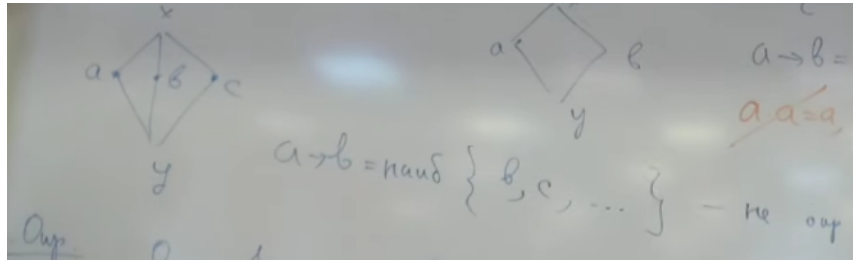 x
a в c
y
a в
y
a → в =
a a = a,
a → в = наиб { в, c, ... } — не опр
Опр